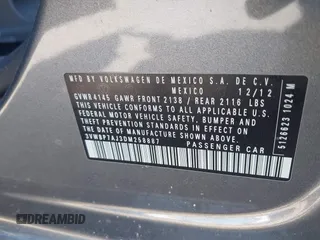 MFD. BY VOLKSWAGEN DE MEXICO S.A. DE C.V.
MEXICO 12/12
GVWR 4145 GAWR FRONT 2138 / REAR 2116 LBS
THIS VEHICLE CONFORMS TO ALL APPLICABLE
FEDERAL MOTOR VEHICLE SAFETY, BUMPER AND
THEFT PREVENTION STANDARDS IN EFFECT ON THE
DATE OF MANUFACTURE SHOWN ABOVE.
3VWBP7AJ3DM258887
PASSENGER CAR
5126623 1024 M
DREAMBID